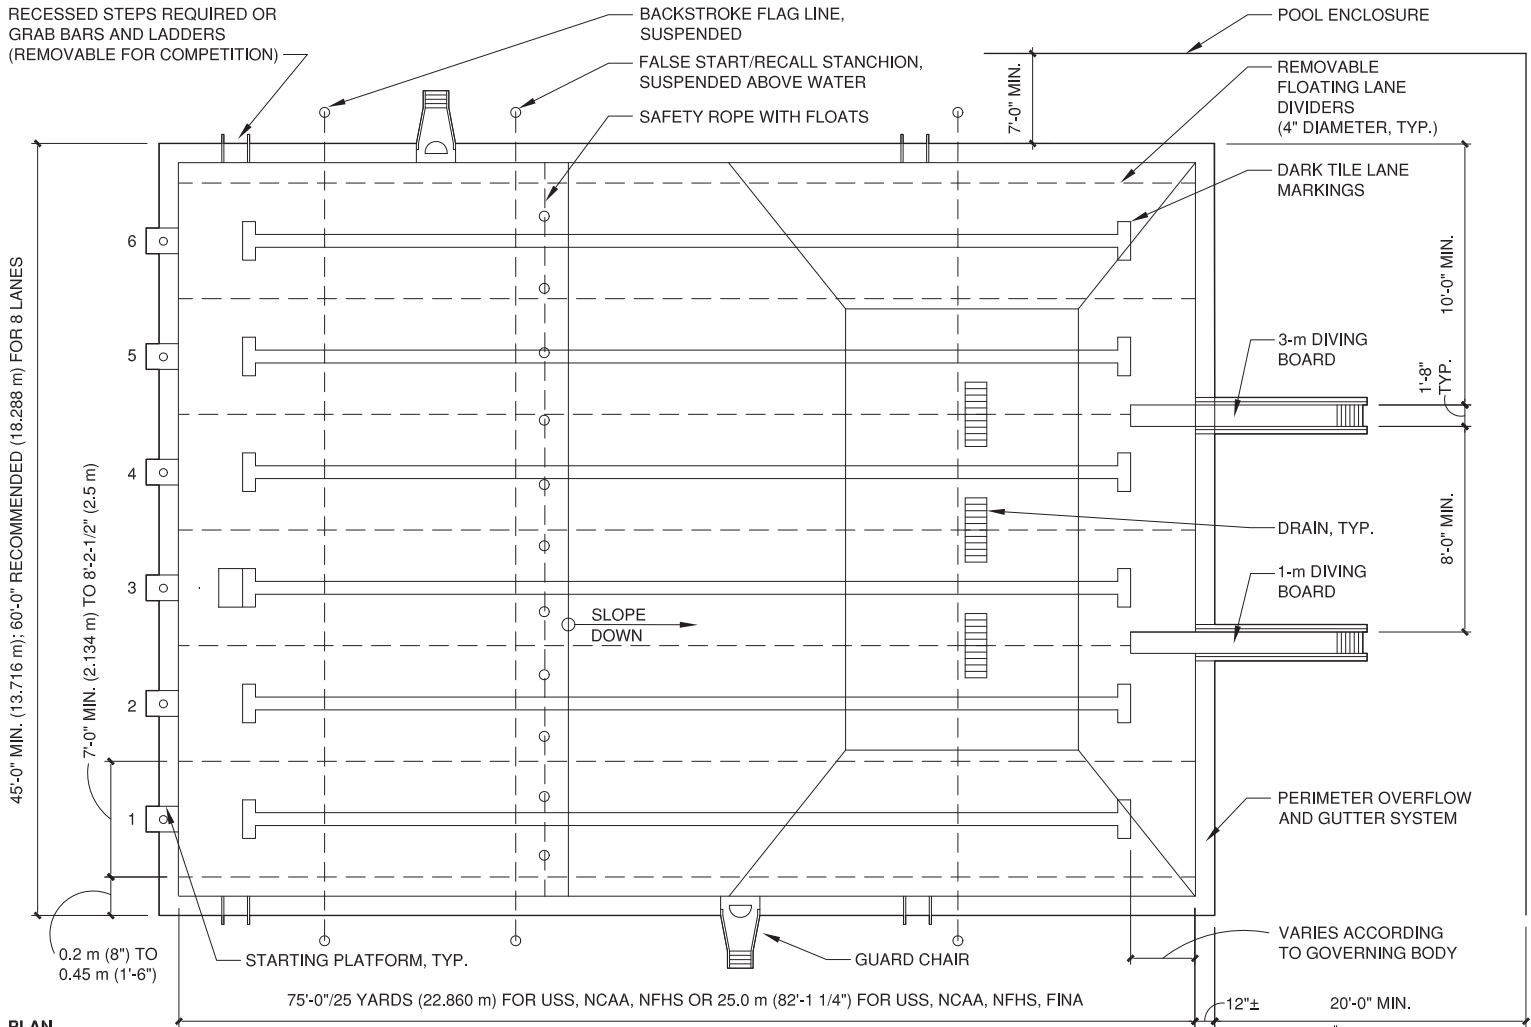 RECESSED STEPS REQUIRED OR
GRAB BARS AND LADDERS
(REMOVABLE FOR COMPETITION)
BACKSTROKE FLAG LINE,
SUSPENDED
FALSE START/RECALL STANCHION,
SUSPENDED ABOVE WATER
SAFETY ROPE WITH FLOATS
POOL ENCLOSURE
7'-0" MIN.
REMOVABLE
FLOATING LANE
DIVIDERS
(4" DIAMETER, TYP.)
DARK TILE LANE
MARKINGS
10'-0" MIN.
3-m DIVING
BOARD
1'-8"
TYP.
8'-0" MIN.
DRAIN, TYP.
1-m DIVING
BOARD
6
5
4
3
2
1
SLOPE
DOWN
45'-0" MIN. (13.716 m); 60'-0" RECOMMENDED (18.288 m) FOR 8 LANES
7'-0" MIN. (2.134 m) TO 8'-2-1/2" (2.5 m)
PERIMETER OVERFLOW
AND GUTTER SYSTEM
0.2 m (8") TO
0.45 m (1'-6")
STARTING PLATFORM, TYP.
GUARD CHAIR
VARIES ACCORDING
TO GOVERNING BODY
75'-0"/25 YARDS (22.860 m) FOR USS, NCAA, NFHS OR 25.0 m (82'-1 1/4") FOR USS, NCAA, NFHS, FINA
12"±
20'-0" MIN.
PLAN